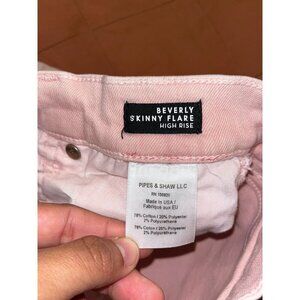 BEVERLY
SKINNY FLARE
HIGH RISE
PIPES & SHAW LLC
Made in USA /
Fabriqué aux EU
78% Cotton / 20% Polyester
2% Polyurethane
78% Coton / 20% Polyester
2% Polyurethane